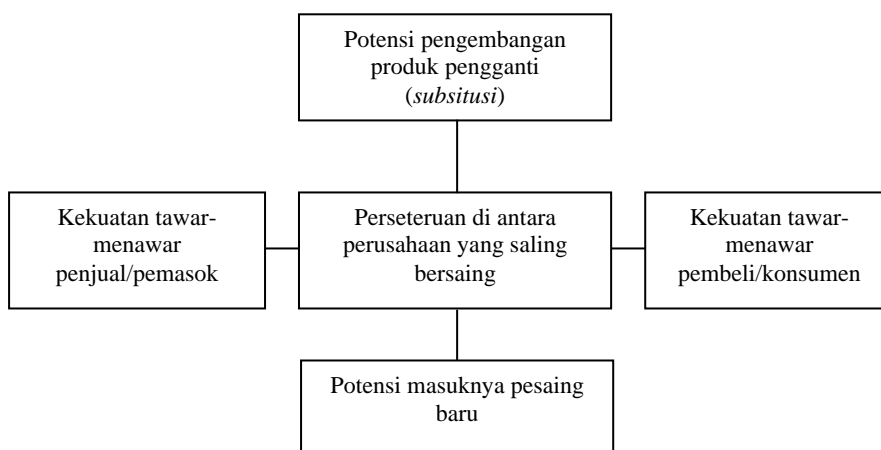 Potensi pengembangan
produk pengganti
(subsitusi)
Kekuatan tawar-
menawar
penjual/pemasok
Perseteruan di antara
perusahaan yang saling
bersaing
Kekuatan tawar-
menawar
pembeli/konsumen
Potensi masuknya pesaing
baru